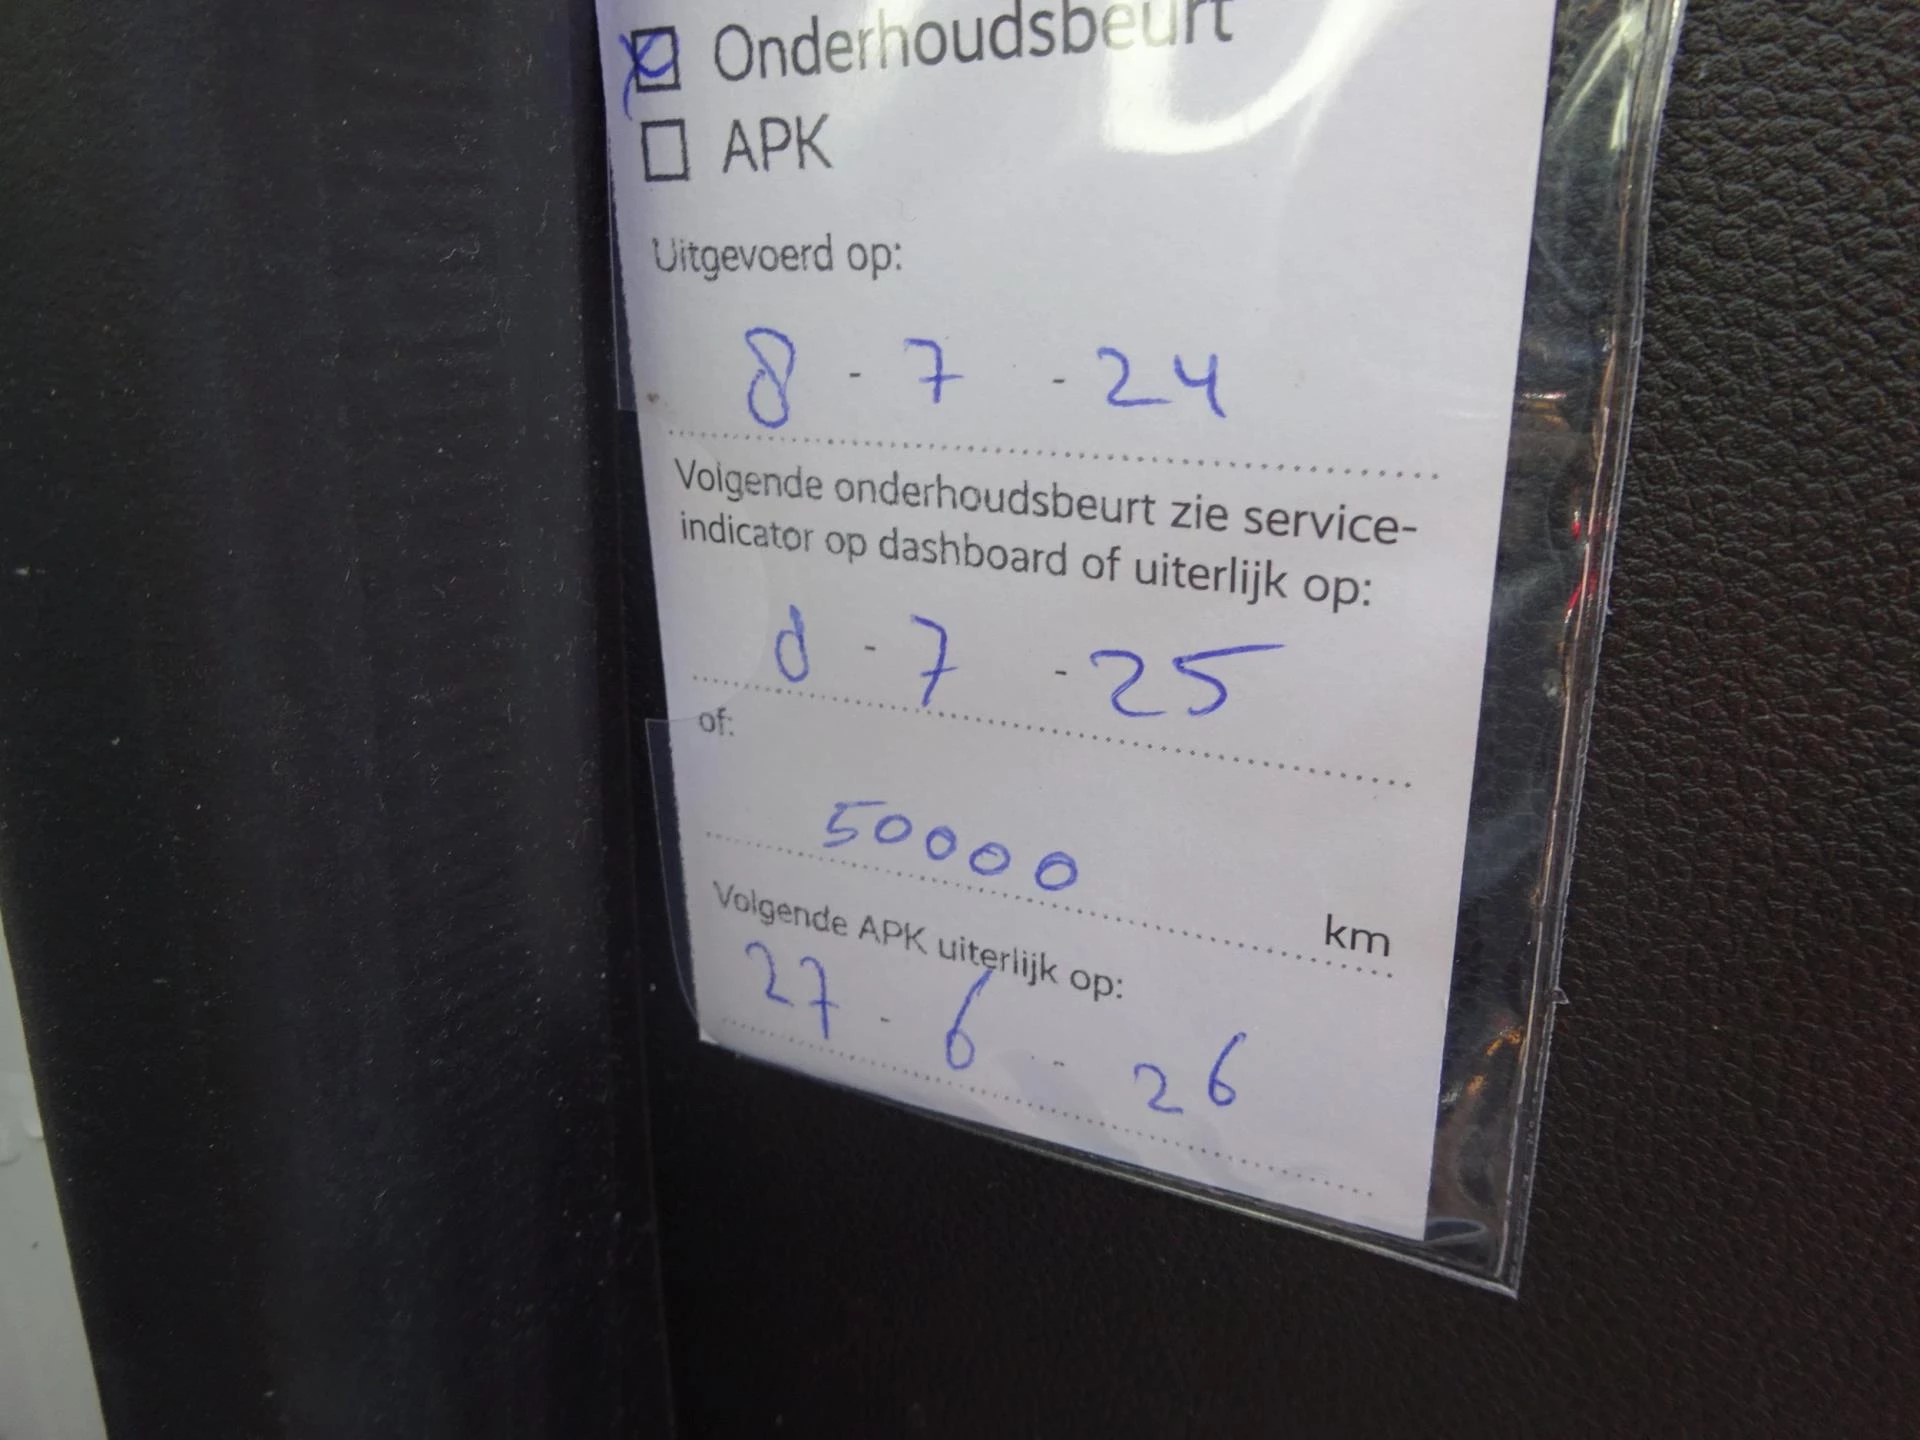 Onderhoudsbeurt
APK
Uitgevoerd op:
8 - 7 - 24
Volgende onderhoudsbeurt zie service-
indicator op dashboard of uiterlijk op:
8 - 7 - 25
of:
50000 km
Volgende APK uiterlijk op:
27 - 6 - 26